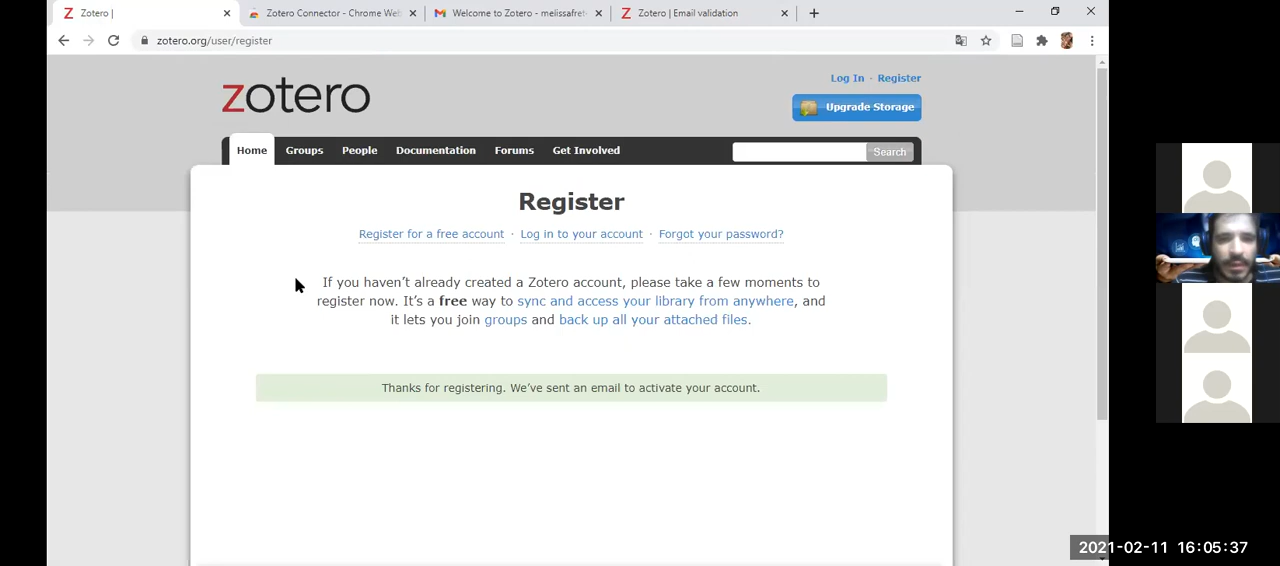 Zotero |
Zotero Connector - Chrome Web
Welcome to Zotero - melissafret
Zotero | Email validation
zotero.org/user/register
zotero
Log In · Register
Upgrade Storage
Home
Groups
People
Documentation
Forums
Get Involved
Search
Register
Register for a free account · Log in to your account · Forgot your password?
If you haven’t already created a Zotero account, please take a few moments to
register now. It’s a free way to sync and access your library from anywhere, and
it lets you join groups and back up all your attached files.
Thanks for registering. We’ve sent an email to activate your account.
2021-02-11 16:05:37